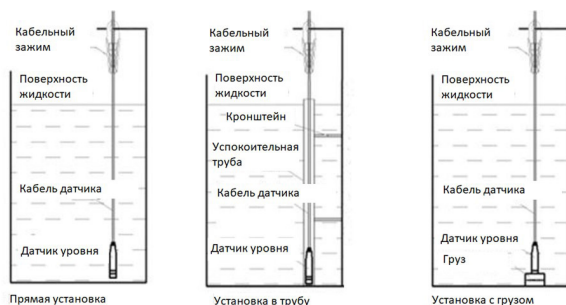 Кабельный
зажим
Поверхность
жидкости
Кабель датчика
Датчик уровня
Прямая установка
Кабельный
зажим
Поверхность
жидкости
Кронштейн
Успокоительная
труба
Кабель датчика
Датчик уровня
Установка в трубу
Кабельный
зажим
Поверхность
жидкости
Кабель датчика
Датчик уровня
Груз
Установка с грузом